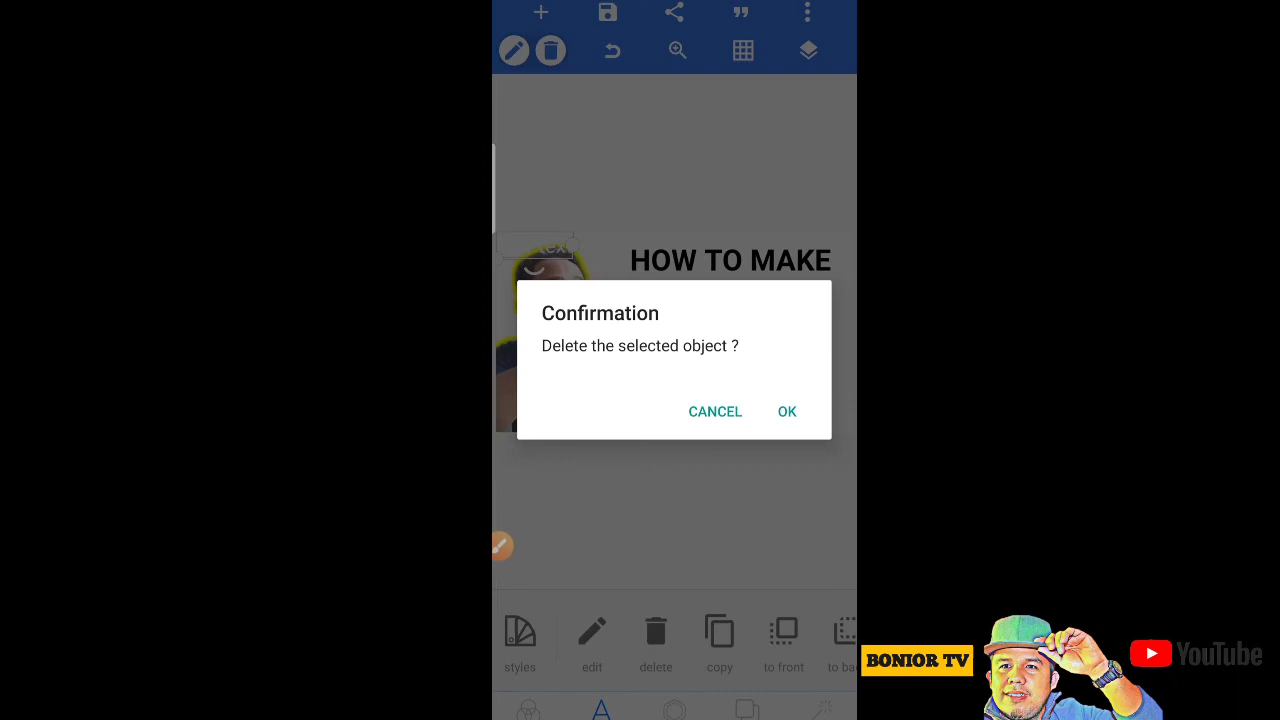 HOW TO MAKE
Confirmation
Delete the selected object ?
CANCEL OK
styles edit delete copy to front
BONIOR TV
YouTube